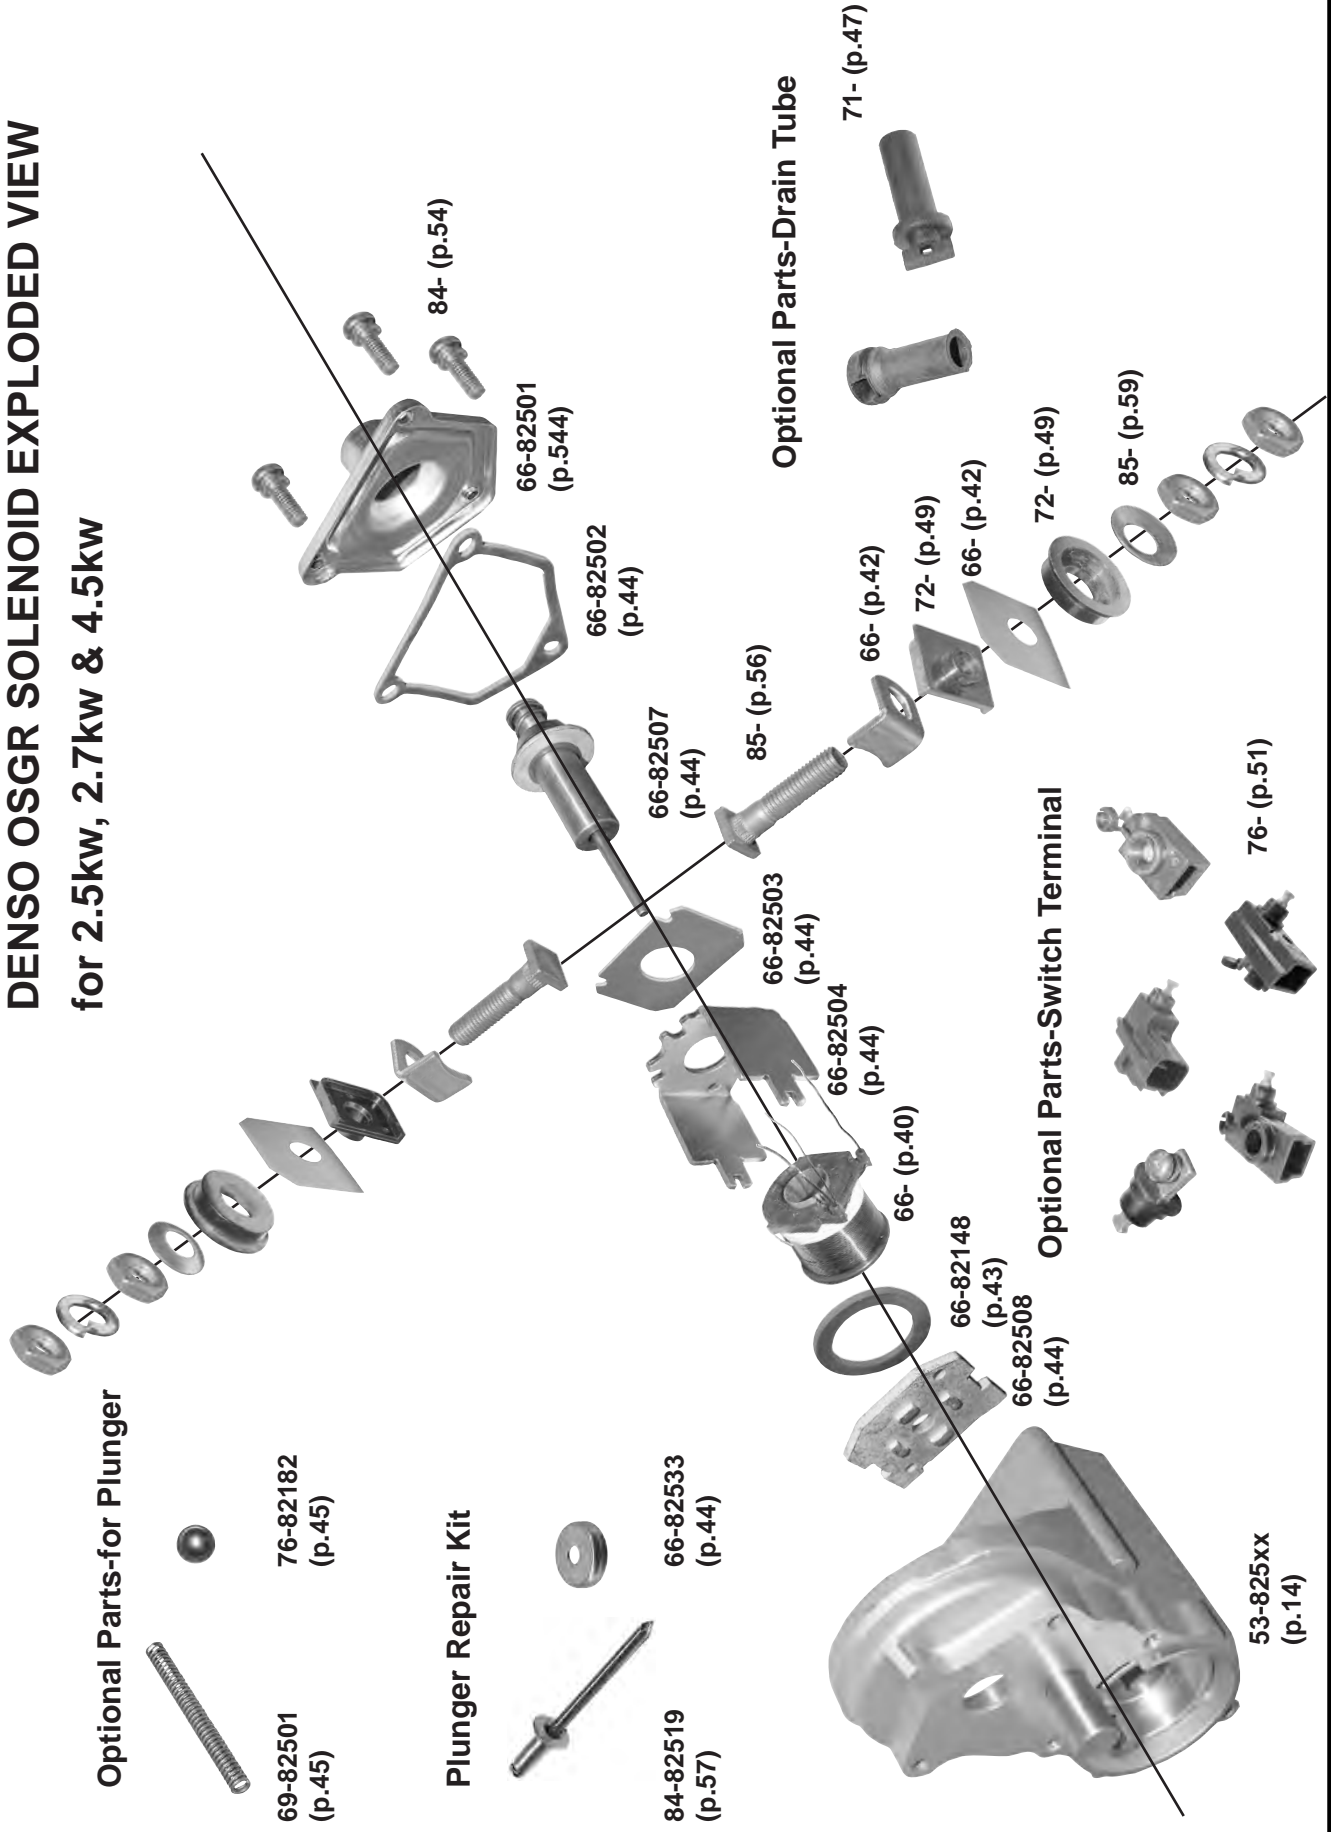 DENSO OSGR SOLENOID EXPLODED VIEW
for 2.5kw, 2.7kw & 4.5kw
Optional Parts-for Plunger
69-82501
(p.45)
76-82182
(p.45)
Plunger Repair Kit
84-82519
(p.57)
66-82533
(p.44)
84- (p.54)
66-82501
(p.544)
66-82502
(p.44)
66-82507
(p.44)
66-82503
(p.44)
66-82504
(p.44)
66- (p.40)
66-82148
(p.43)
66-82508
(p.44)
53-825xx
(p.14)
85- (p.56)
66- (p.42)
72- (p.49)
66- (p.42)
72- (p.49)
85- (p.59)
Optional Parts-Drain Tube
71- (p.47)
Optional Parts-Switch Terminal
76- (p.51)